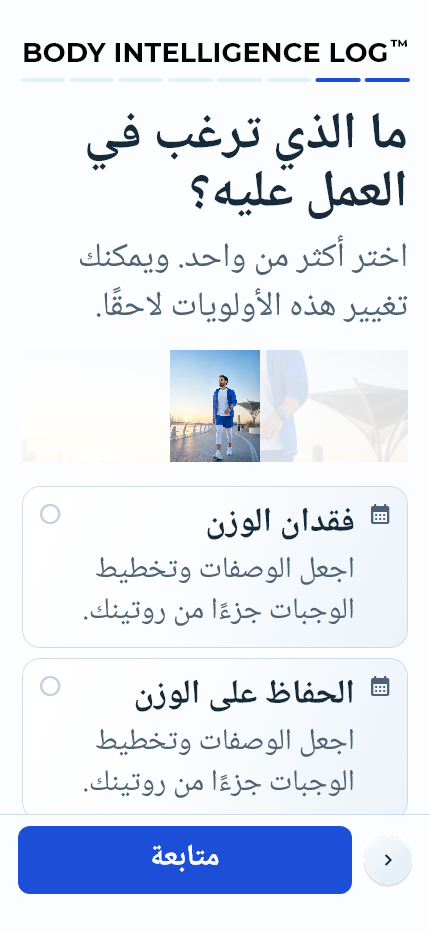 BODY INTELLIGENCE LOG™
ما الذي ترغب في
العمل عليه؟
اختر أكثر من واحد. ويمكنك
تغيير هذه الأولويات لاحقًا.
فقدان الوزن
اجعل الوصفات وتخطيط
الوجبات جزءًا من روتينك.
الحفاظ على الوزن
اجعل الوصفات وتخطيط
الوجبات جزءًا من روتينك.
متابعة